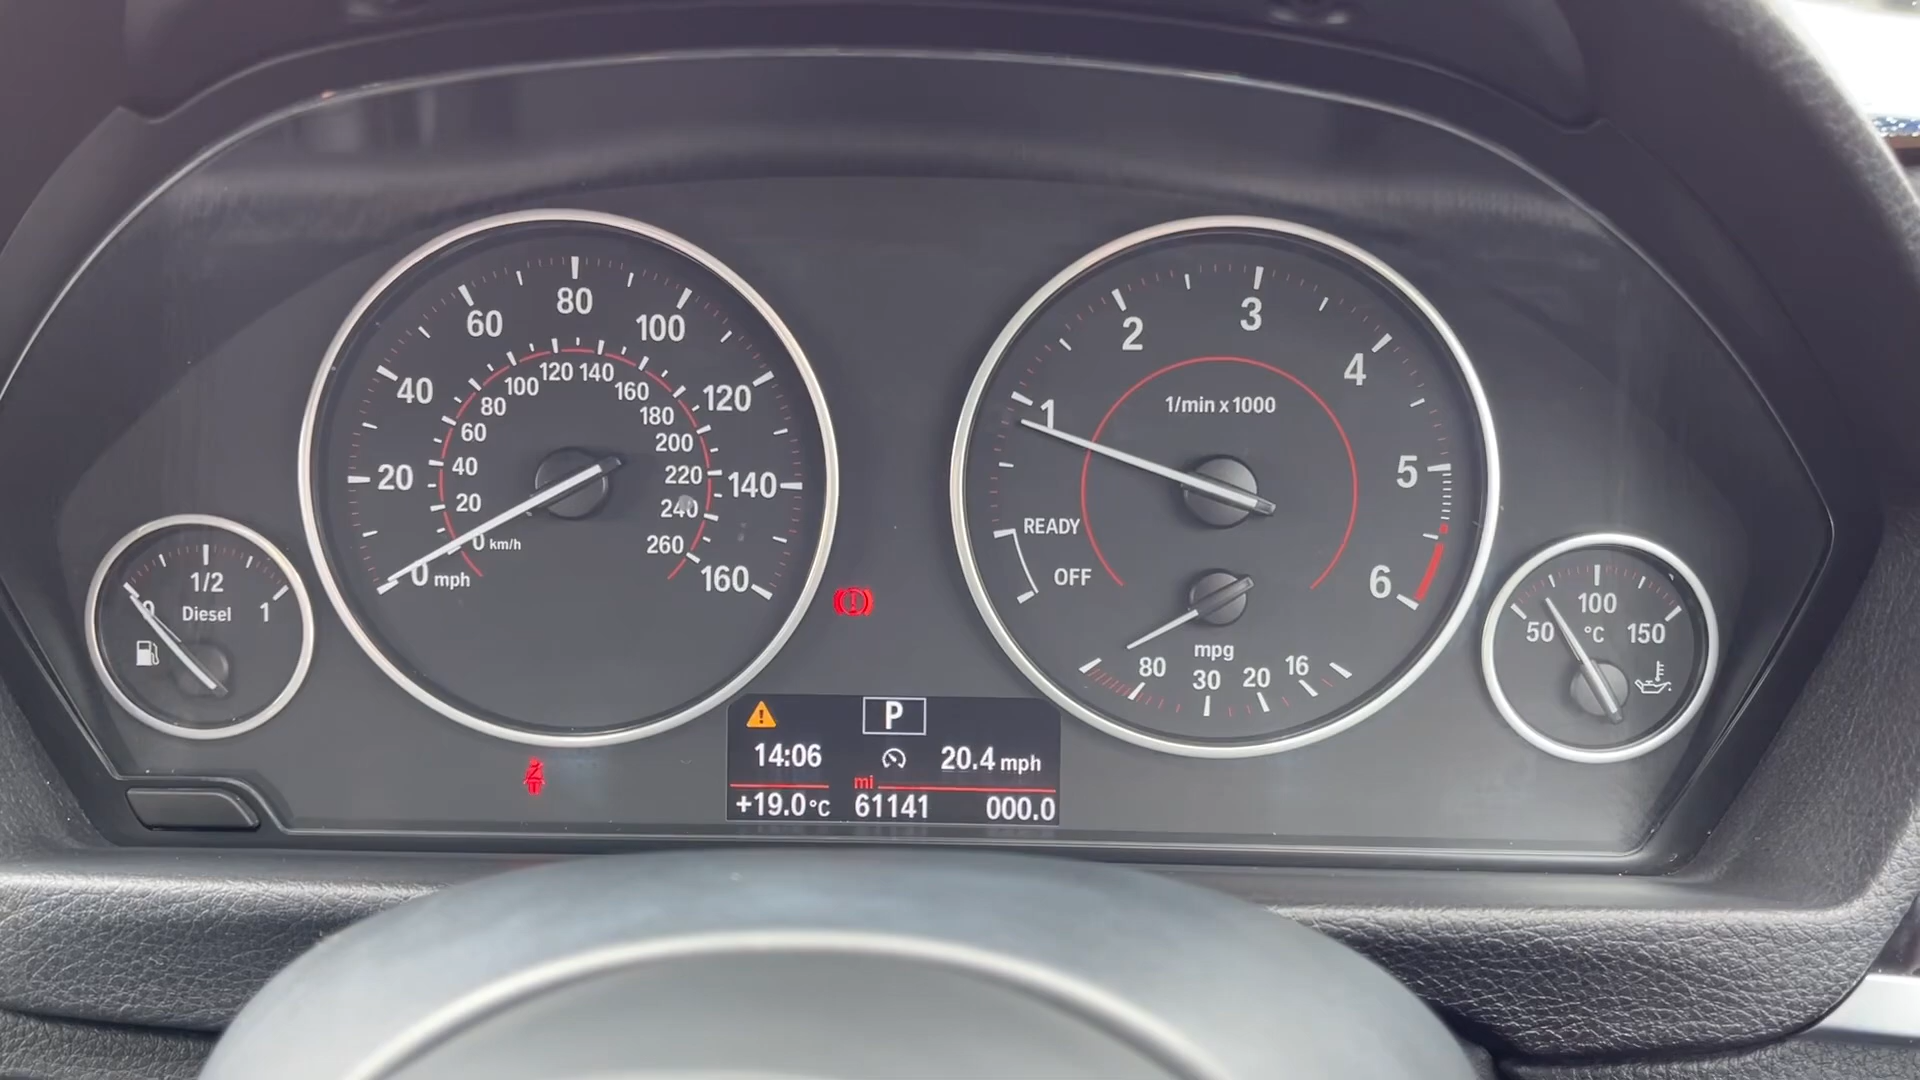 0 1/2 1
Diesel
0 20 40 60 80 100 120 140 160
mph
0 20 40 60 80 100 120 140 160 180 200 220 240 260
km/h
1 2 3 4 5 6
1/min x 1000
READY
OFF
mpg
80 30 20 16
50 100 150
°C
P
14:06 20.4 mph
mi
+19.0°C 61141 000.0